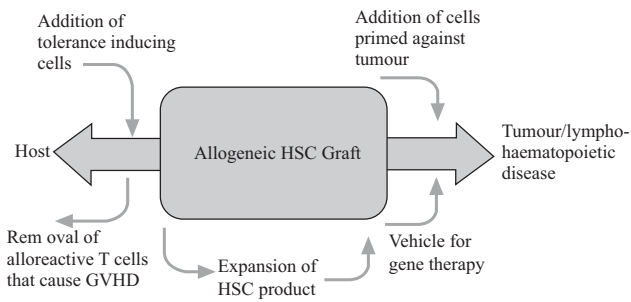 Addition of
tolerance inducing
cells
Addition of cells
primed against
tumour
Host
Allogeneic HSC Graft
Tumour/lympho-
haematopoietic
disease
Rem oval of
alloreactive T cells
that cause GVHD
Expansion of
HSC product
Vehicle for
gene therapy